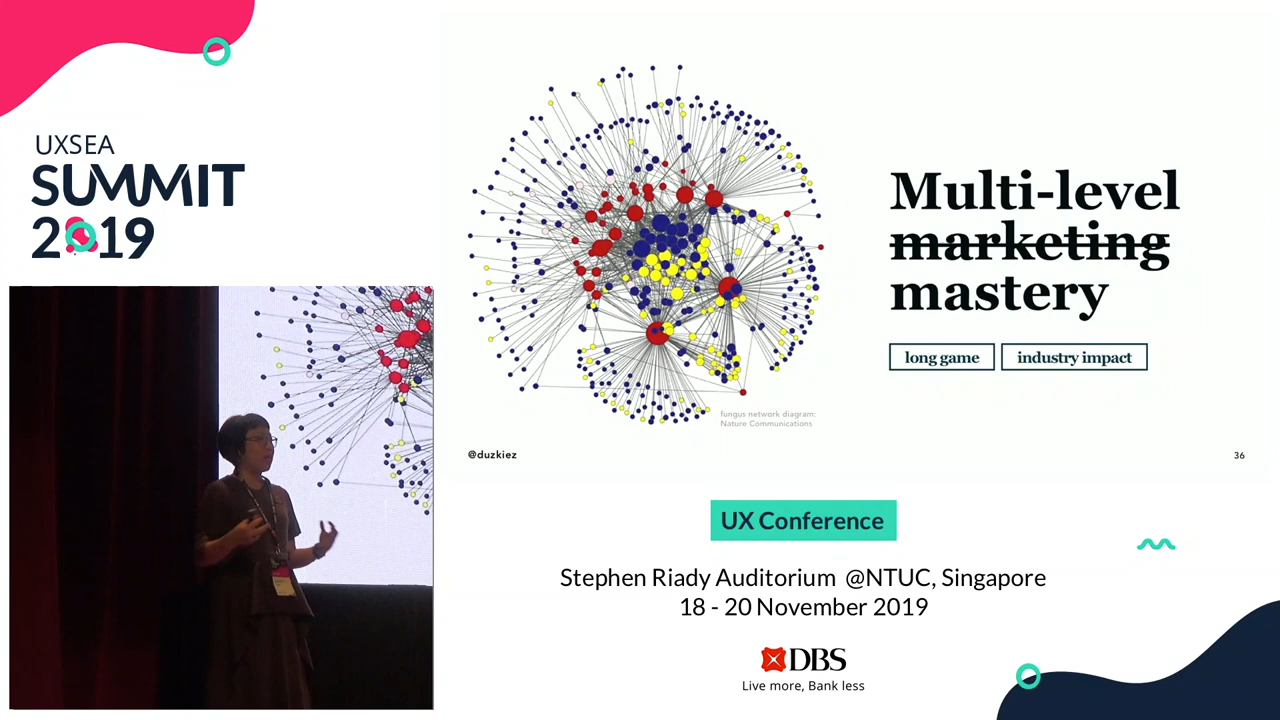 UXSEA
SUMMIT
2019
Multi-level
marketing
mastery
long game
industry impact
fungus network diagram:
Nature Communications
@duzkiez
36
UX Conference
Stephen Riady Auditorium @NTUC, Singapore
18 - 20 November 2019
DBS
Live more, Bank less